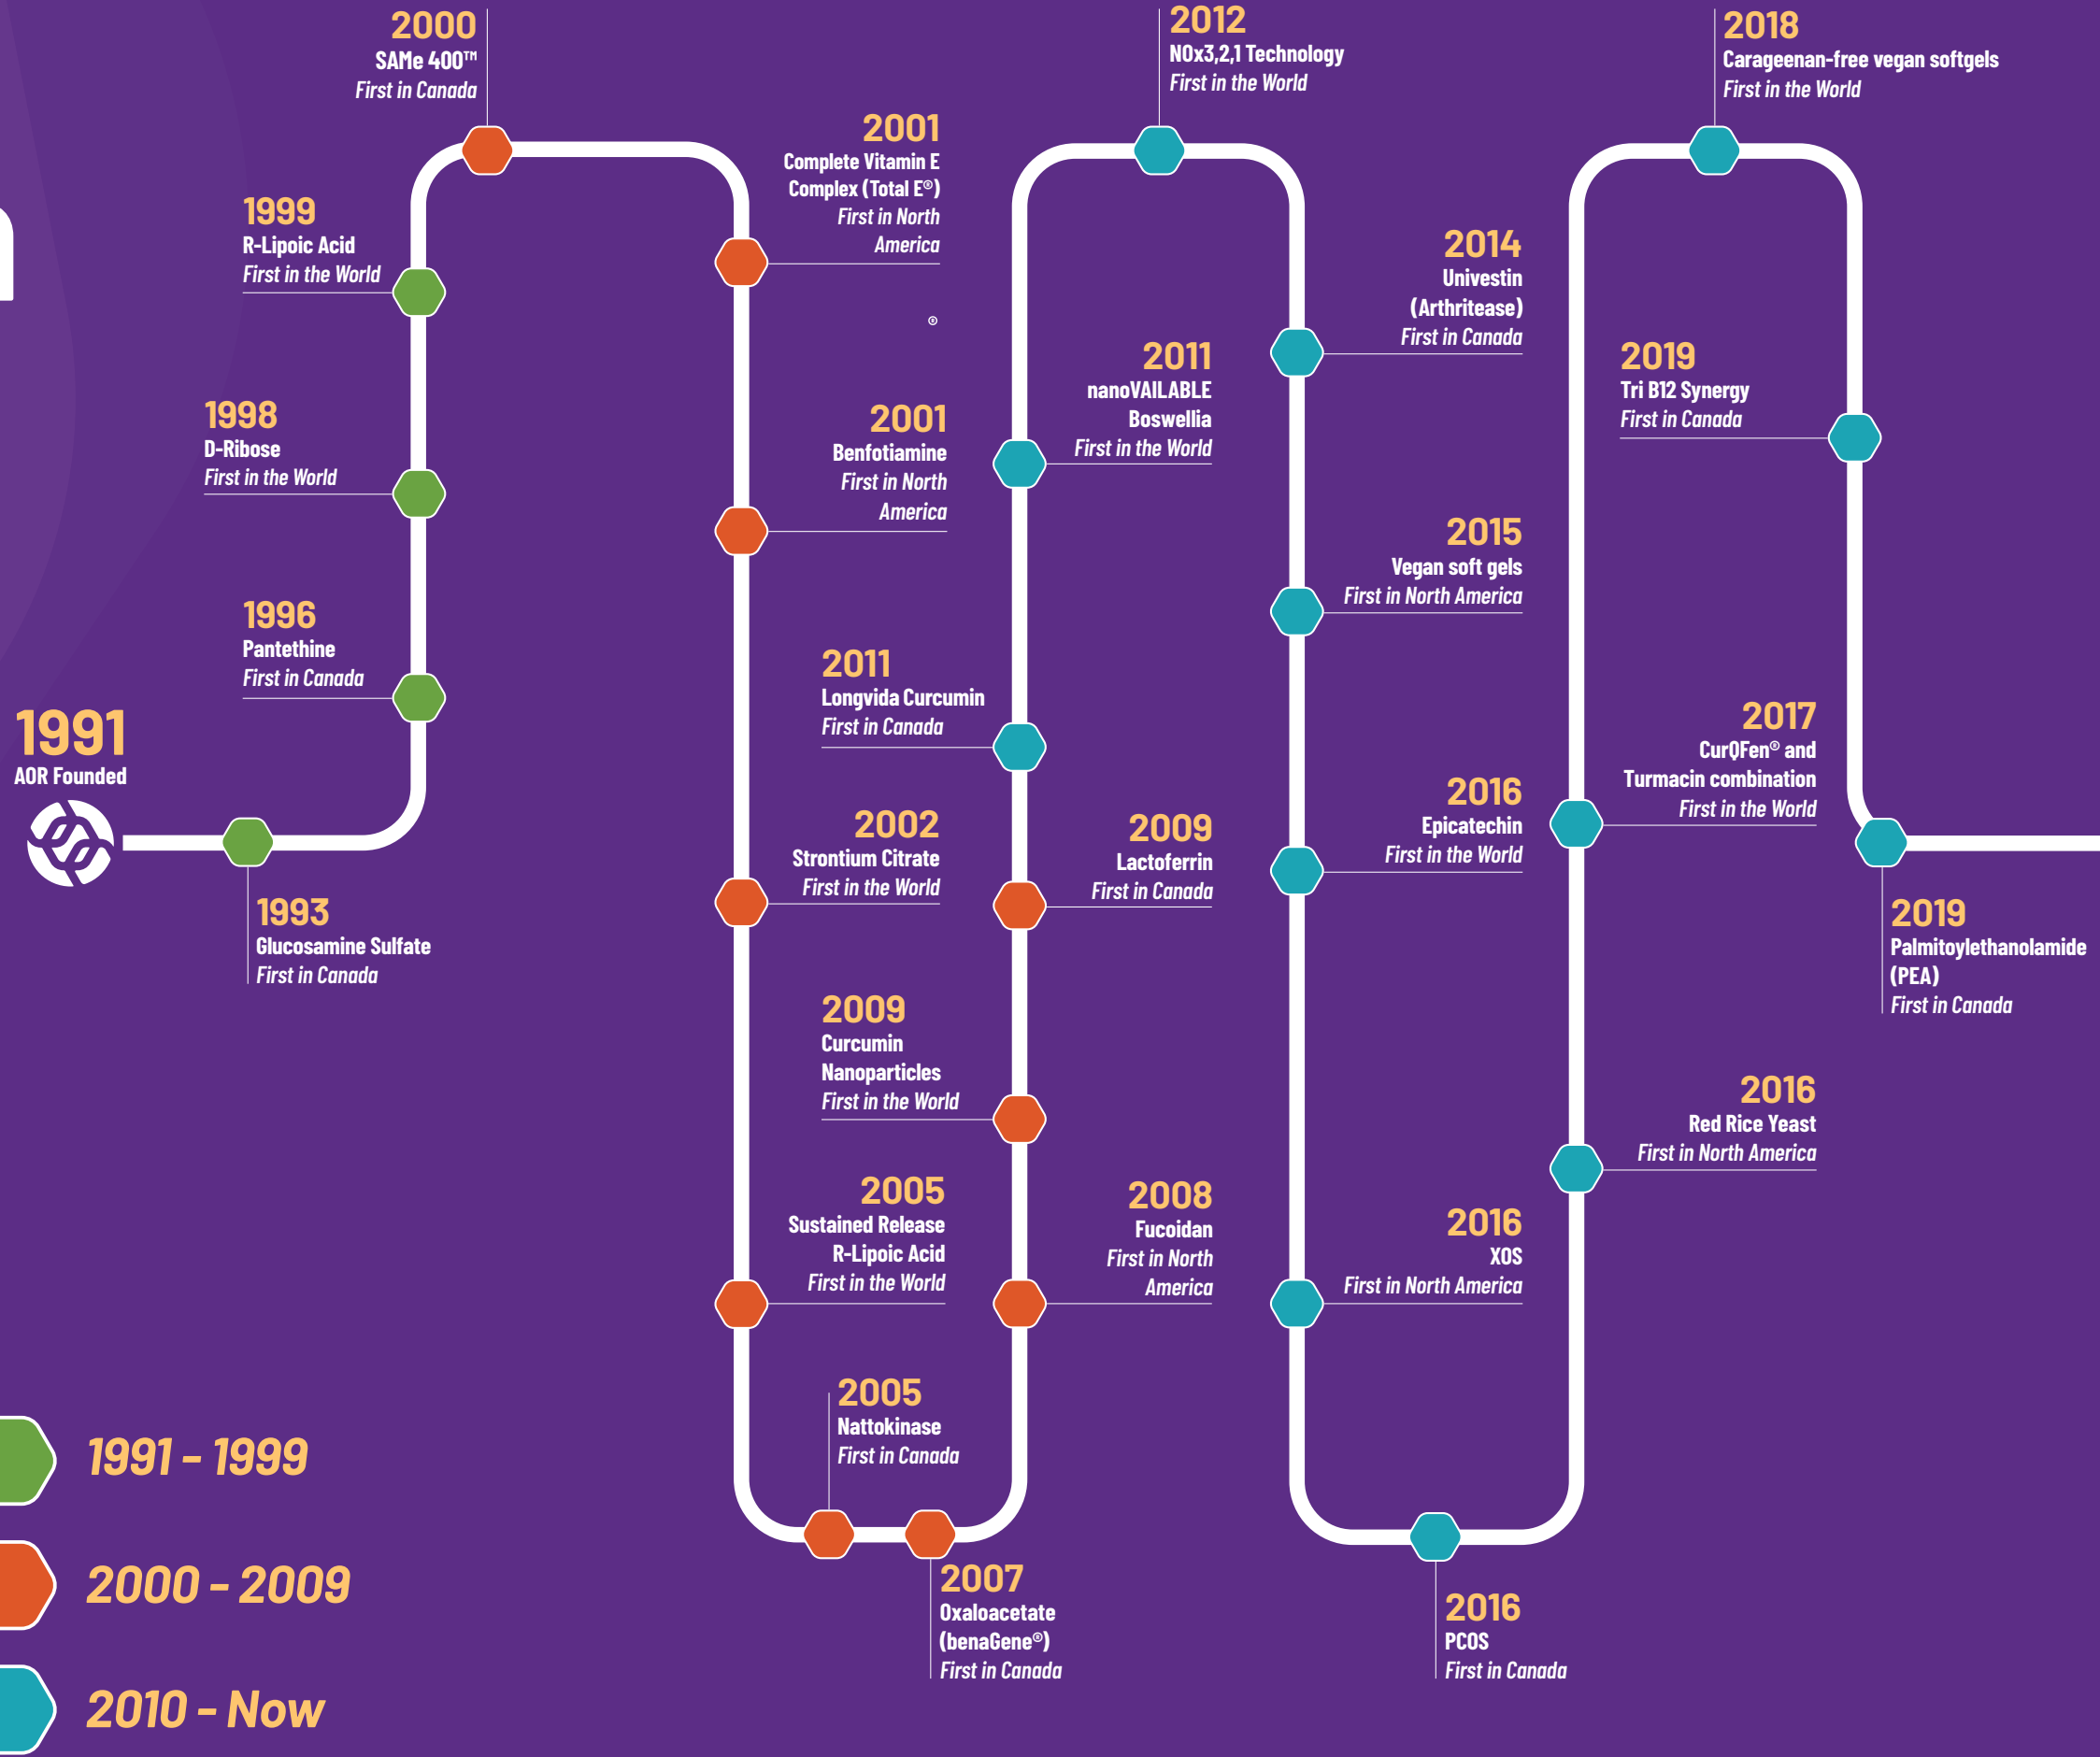 1991
AOR Founded
1993
Glucosamine Sulfate
First in Canada
1996
Pantethine
First in Canada
1998
D-Ribose
First in the World
1999
R-Lipoic Acid
First in the World
2000
SAMe 400™
First in Canada
2001
Complete Vitamin E
Complex (Total E®)
First in North
America
®
2001
Benfotiamine
First in North
America
2002
Strontium Citrate
First in the World
2005
Sustained Release
R-Lipoic Acid
First in the World
2005
Nattokinase
First in Canada
2007
Oxaloacetate
(benaGene®)
First in Canada
2008
Fucoidan
First in North
America
2009
Curcumin
Nanoparticles
First in the World
2009
Lactoferrin
First in Canada
2011
Longvida Curcumin
First in Canada
2011
nanoVAILABLE
Boswellia
First in the World
2012
NOx3,2,1 Technology
First in the World
2014
Univestin
(Arthritease)
First in Canada
2015
Vegan soft gels
First in North America
2016
Epicatechin
First in the World
2016
XOS
First in North America
2016
PCOS
First in Canada
2016
Red Rice Yeast
First in North America
2017
CurQFen® and
Turmacin combination
First in the World
2018
Carageenan-free vegan softgels
First in the World
2019
Tri B12 Synergy
First in Canada
2019
Palmitoylethanolamide
(PEA)
First in Canada
1991 - 1999
2000 - 2009
2010 - Now